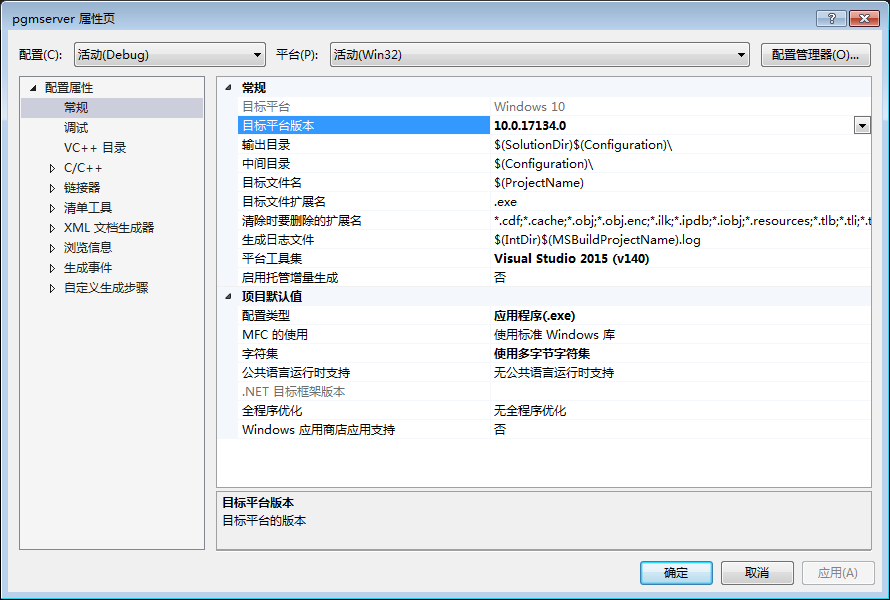 pgmserver 属性页
配置(C): 活动(Debug) 平台(P): 活动(Win32) 配置管理器(O)...
配置属性
常规
调试
VC++ 目录
C/C++
链接器
清单工具
XML 文档生成器
浏览信息
生成事件
自定义生成步骤
常规
目标平台 Windows 10
目标平台版本 10.0.17134.0
输出目录 $(SolutionDir)$(Configuration)\
中间目录 $(Configuration)\
目标文件名 $(ProjectName)
目标文件扩展名 .exe
清除时要删除的扩展名 *.cdf;*.cache;*.obj;*.obj.enc;*.ilk;*.ipdb;*.iobj;*.resources;*.tlb;*.tli;*.t
生成日志文件 $(IntDir)$(MSBuildProjectName).log
平台工具集 Visual Studio 2015 (v140)
启用托管增量生成 否
项目默认值
配置类型 应用程序(.exe)
MFC 的使用 使用标准 Windows 库
字符集 使用多字节字符集
公共语言运行时支持 无公共语言运行时支持
.NET 目标框架版本
全程序优化 无全程序优化
Windows 应用商店应用支持 否
目标平台版本
目标平台的版本
确定 取消 应用(A)